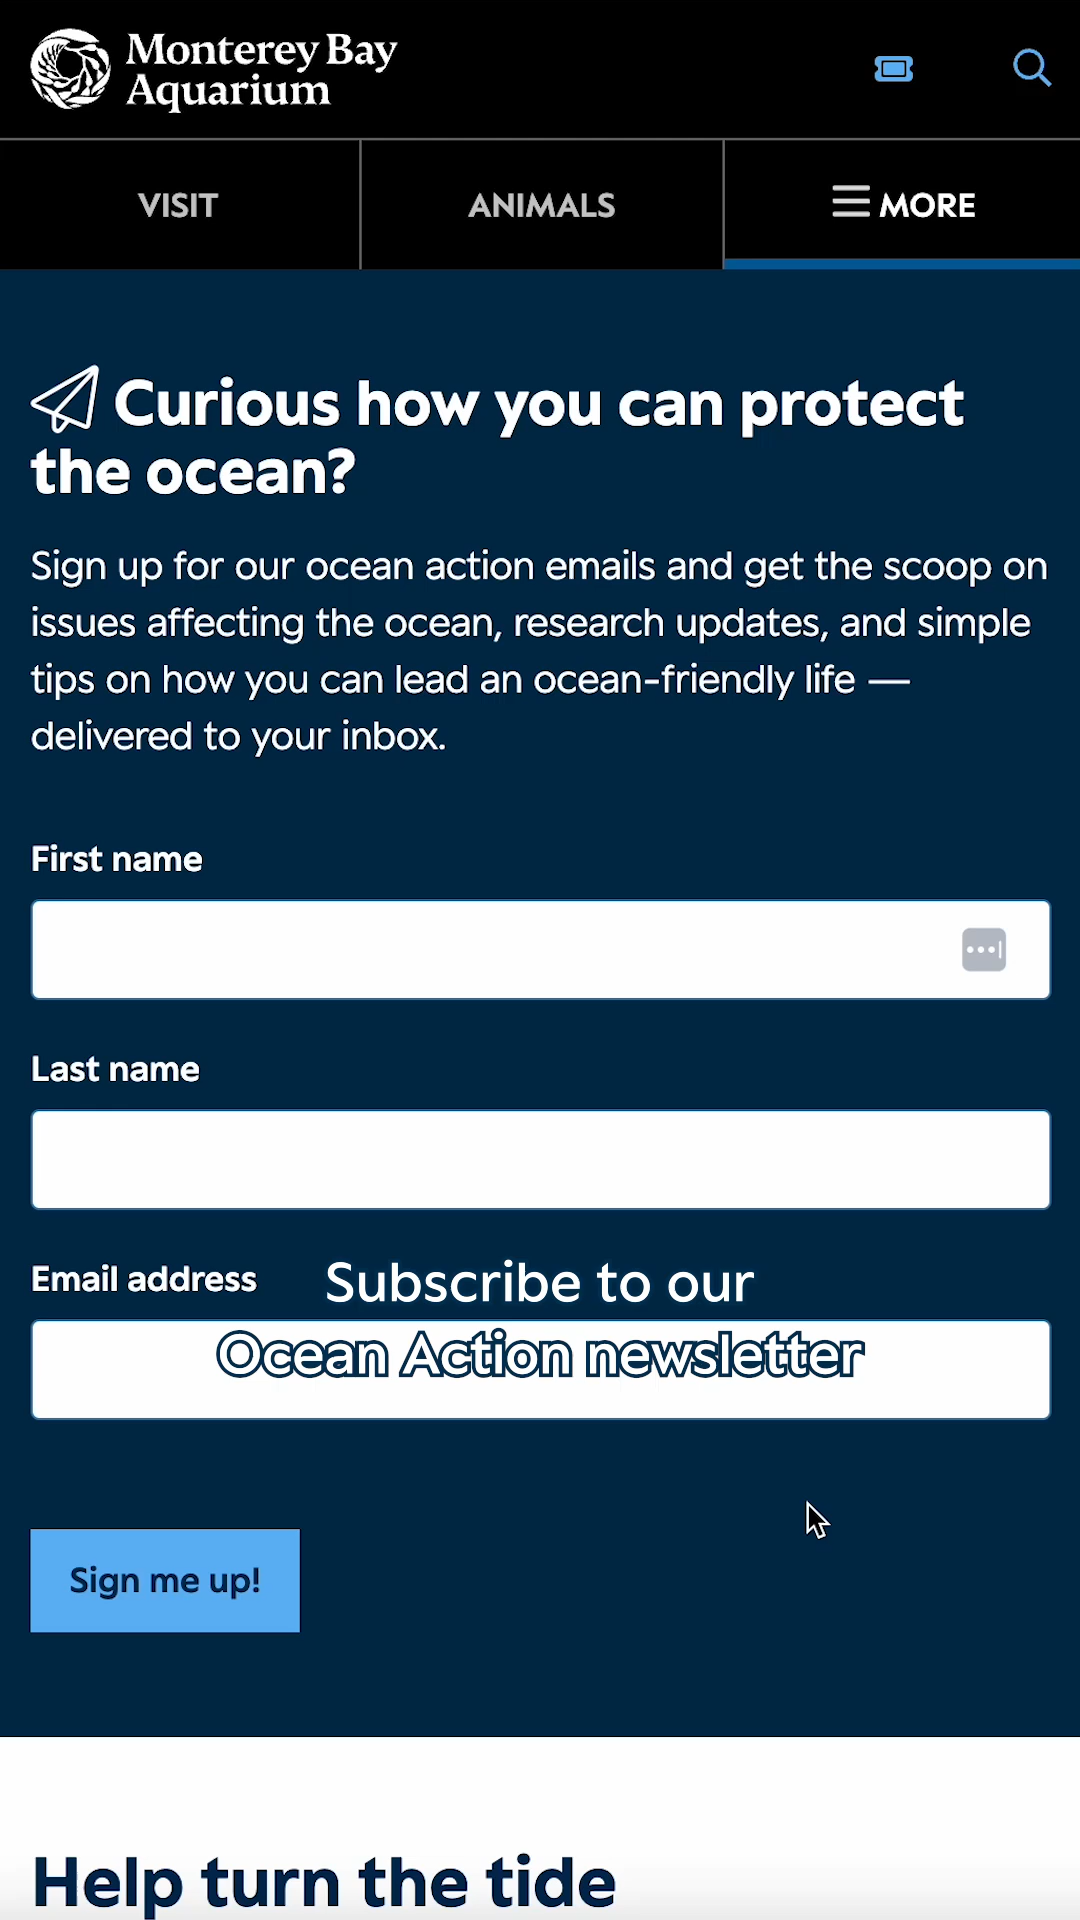 Monterey Bay
Aquarium
VISIT
ANIMALS
MORE
Curious how you can protect
the ocean?
Sign up for our ocean action emails and get the scoop on
issues affecting the ocean, research updates, and simple
tips on how you can lead an ocean-friendly life —
delivered to your inbox.
First name
Last name
Email address
Subscribe to our
Ocean Action newsletter
Sign me up!
Help turn the tide